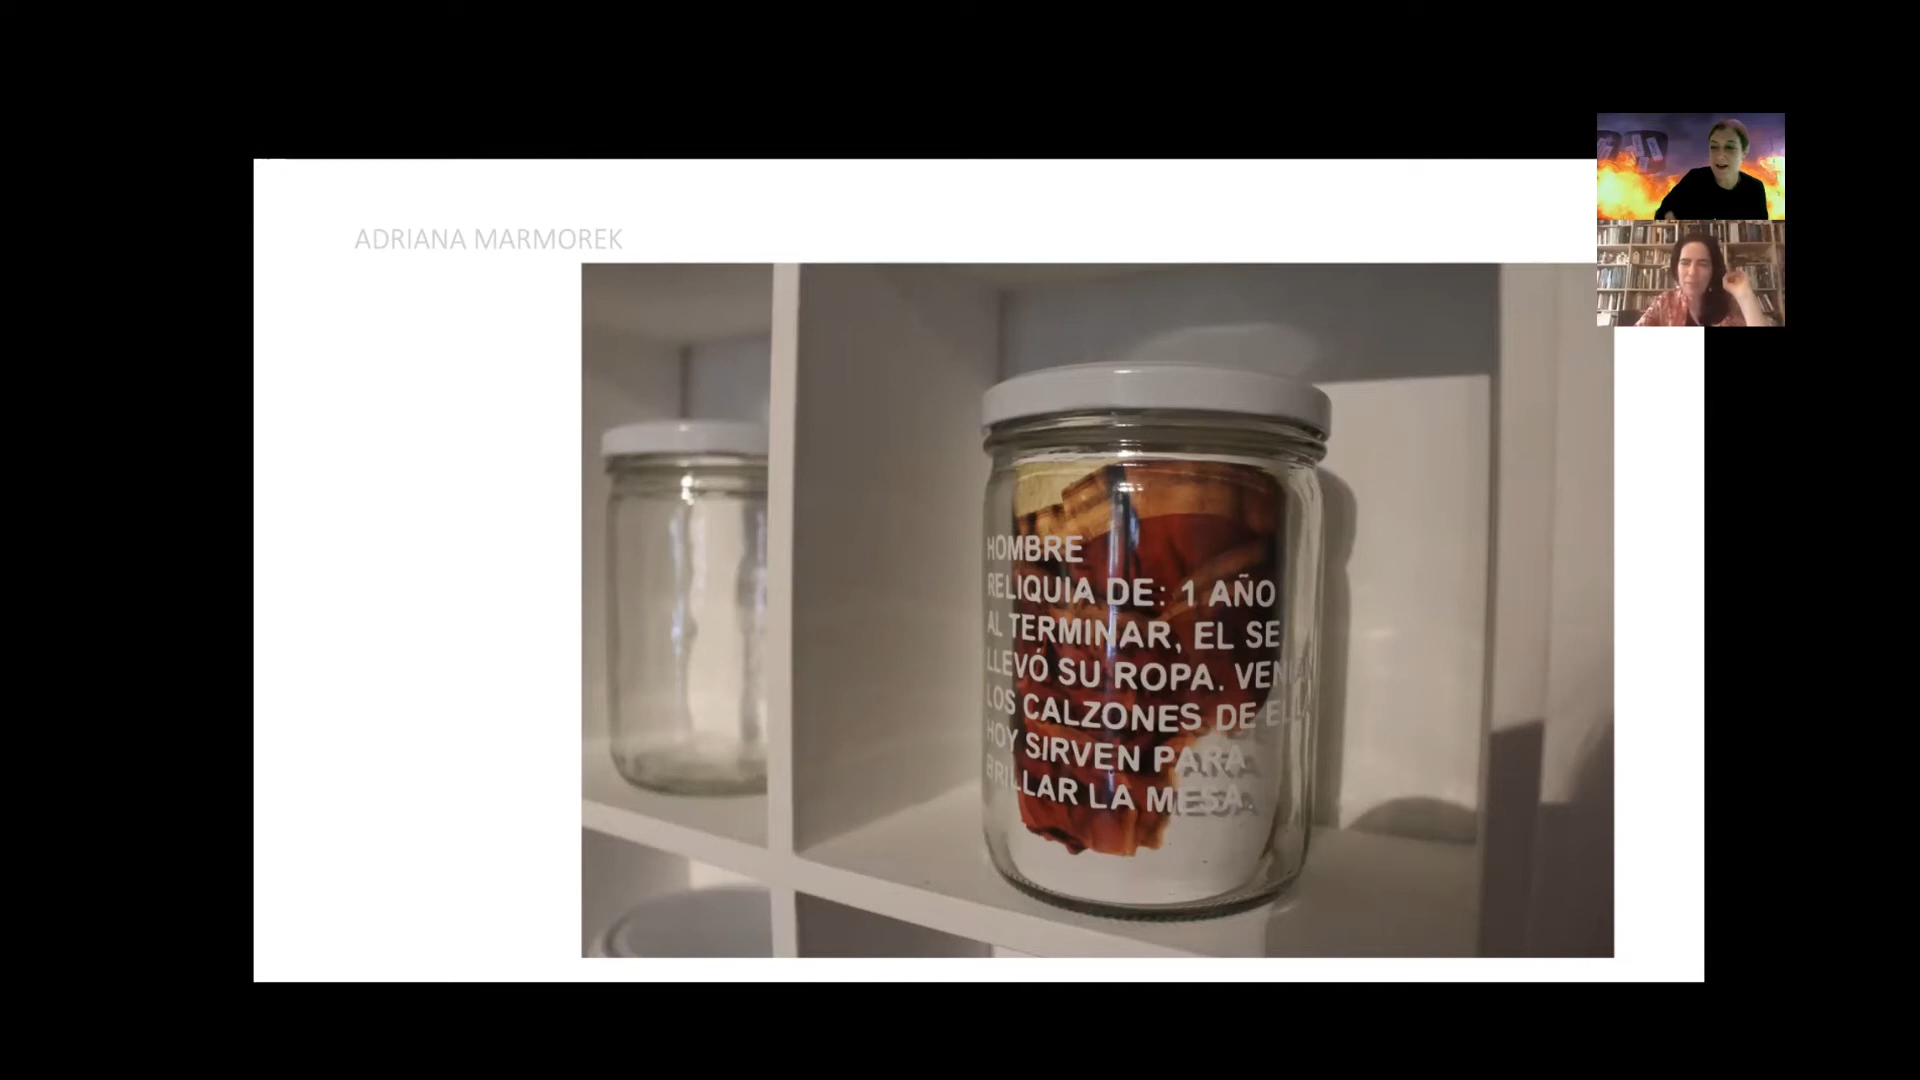 ADRIANA MARMOREK
HOMBRE
RELIQUIA DE: 1 AÑO
AL TERMINAR, EL SE
LLEVÓ SU ROPA.
LOS CALZONES DE ELLA
HOY SIRVEN PARA
BRILLAR LA MESA.